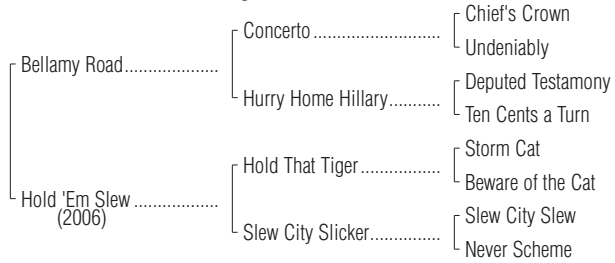 Chief's Crown
Concerto
Undeniably
Bellamy Road
Deputed Testamony
Hurry Home Hillary
Ten Cents a Turn
Storm Cat
Hold That Tiger
Beware of the Cat
Hold 'Em Slew
(2006)
Slew City Slew
Slew City Slicker
Never Scheme